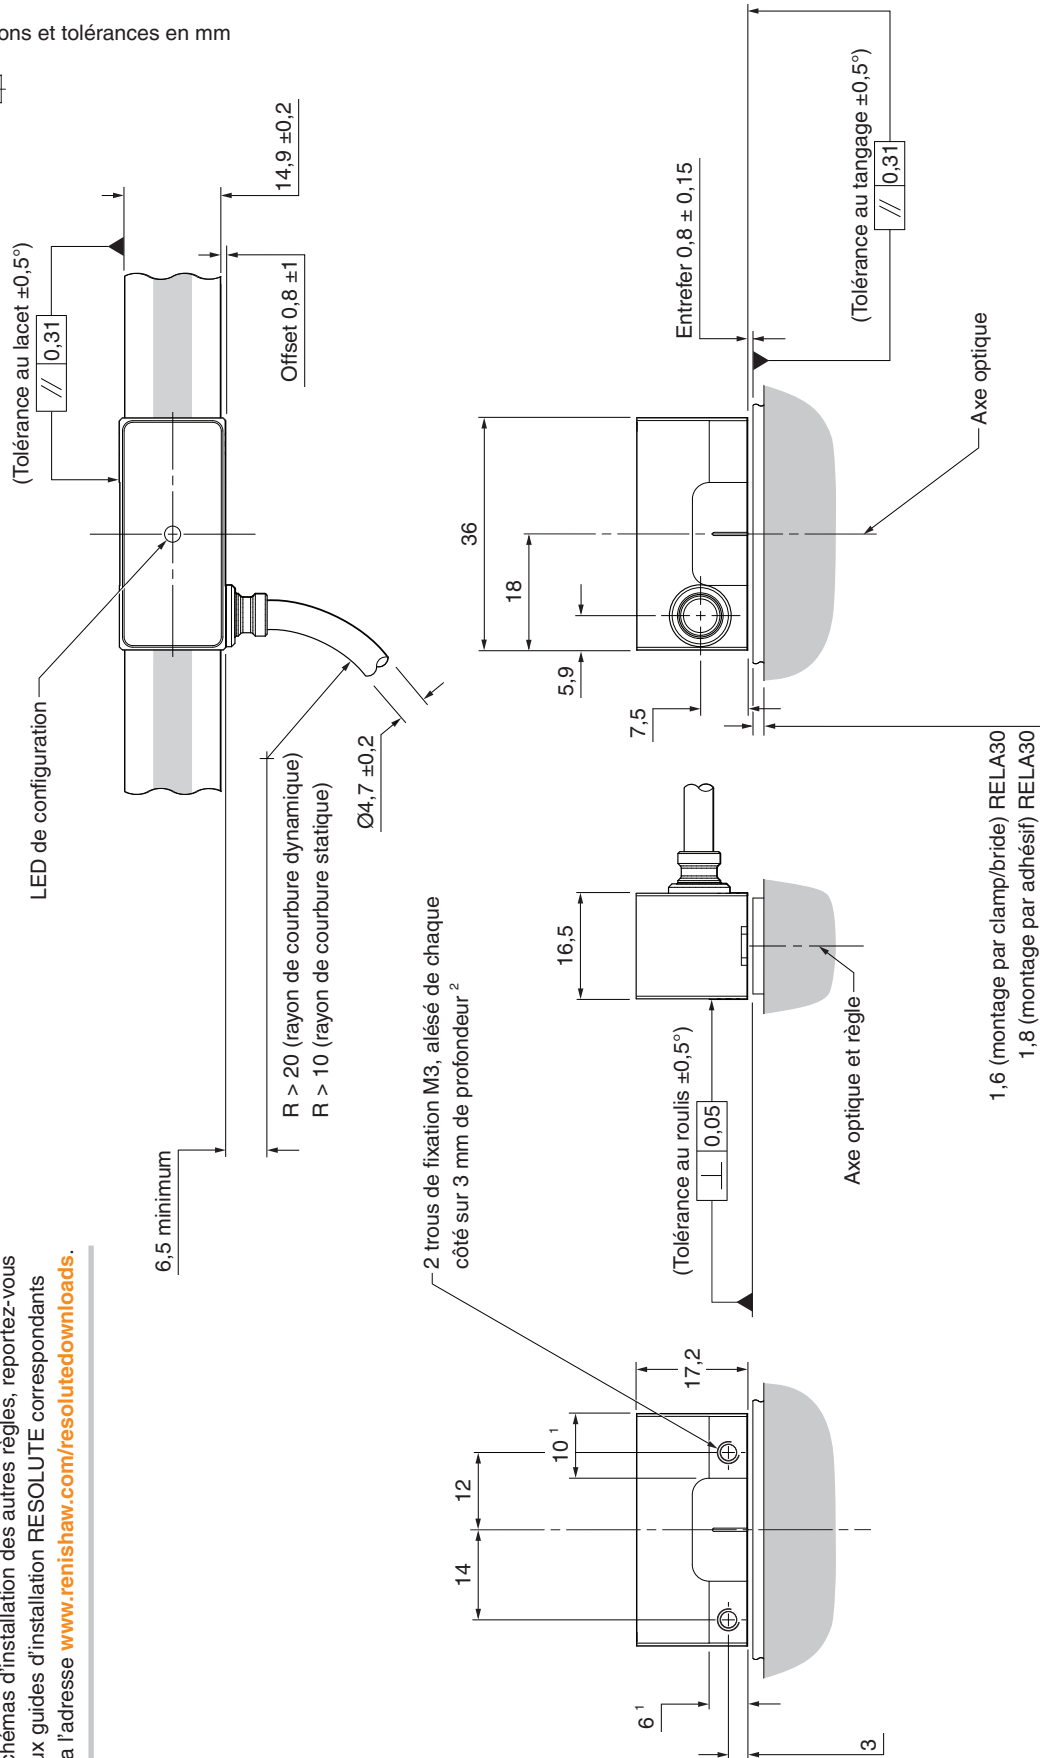 ons et tolérances en mm
(Tolérance au lacet ±0,5°)
// 0,31
14,9 ±0,2
Offset 0,8 ±1
LED de configuration
6,5 minimum
R > 20 (rayon de courbure dynamique)
R > 10 (rayon de courbure statique)
Ø4,7 ±0,2
hémas d'installation des autres règles, reportez-vous
ux guides d'installation RESOLUTE correspondants
a l'adresse www.renishaw.com/resolutedownloads.
36
18
5,9
7,5
Entrefer 0,8 ± 0,15
(Tolérance au tangage ±0,5°)
// 0,31
Axe optique
1,6 (montage par clamp/bride) RELA30
1,8 (montage par adhésif) RELA30
16,5
(Tolérance au roulis ±0,5°)
⊥ 0,05
Axe optique et règle
2 trous de fixation M3, alésé de chaque
côté sur 3 mm de profondeur ²
17,2
10 ¹
12
14
6 ¹
3